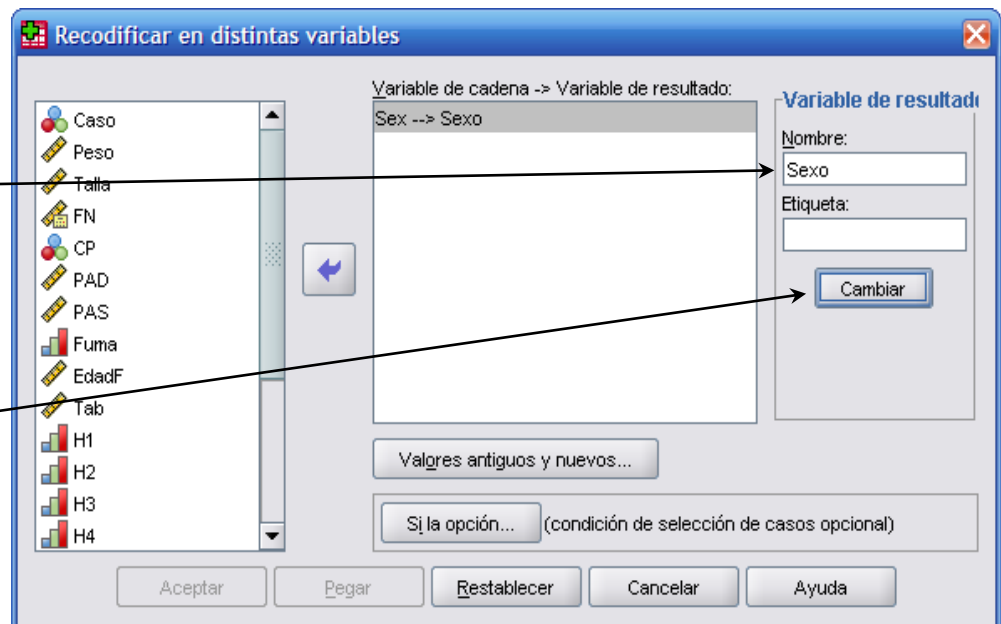 Recodificar en distintas variables
Caso
Peso
Talla
FN
CP
PAD
PAS
Fuma
EdadF
Tab
H1
H2
H3
H4
Variable de cadena -> Variable de resultado:
Sex --> Sexo
Variable de resultado
Nombre:
Sexo
Etiqueta:
Cambiar
Valores antiguos y nuevos...
Si la opción...
(condición de selección de casos opcional)
Aceptar
Pegar
Restablecer
Cancelar
Ayuda